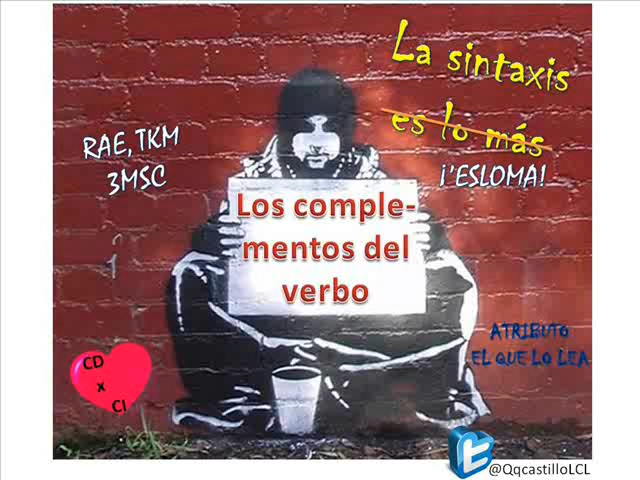 La sintaxis
es lo más
¡'ESLOMA!
RAE, TKM
3MSC
Los comple-
mentos del
verbo
ATRIBUTO
EL QUE LO LEA
CD
x
CI
@QqcastilloLCL